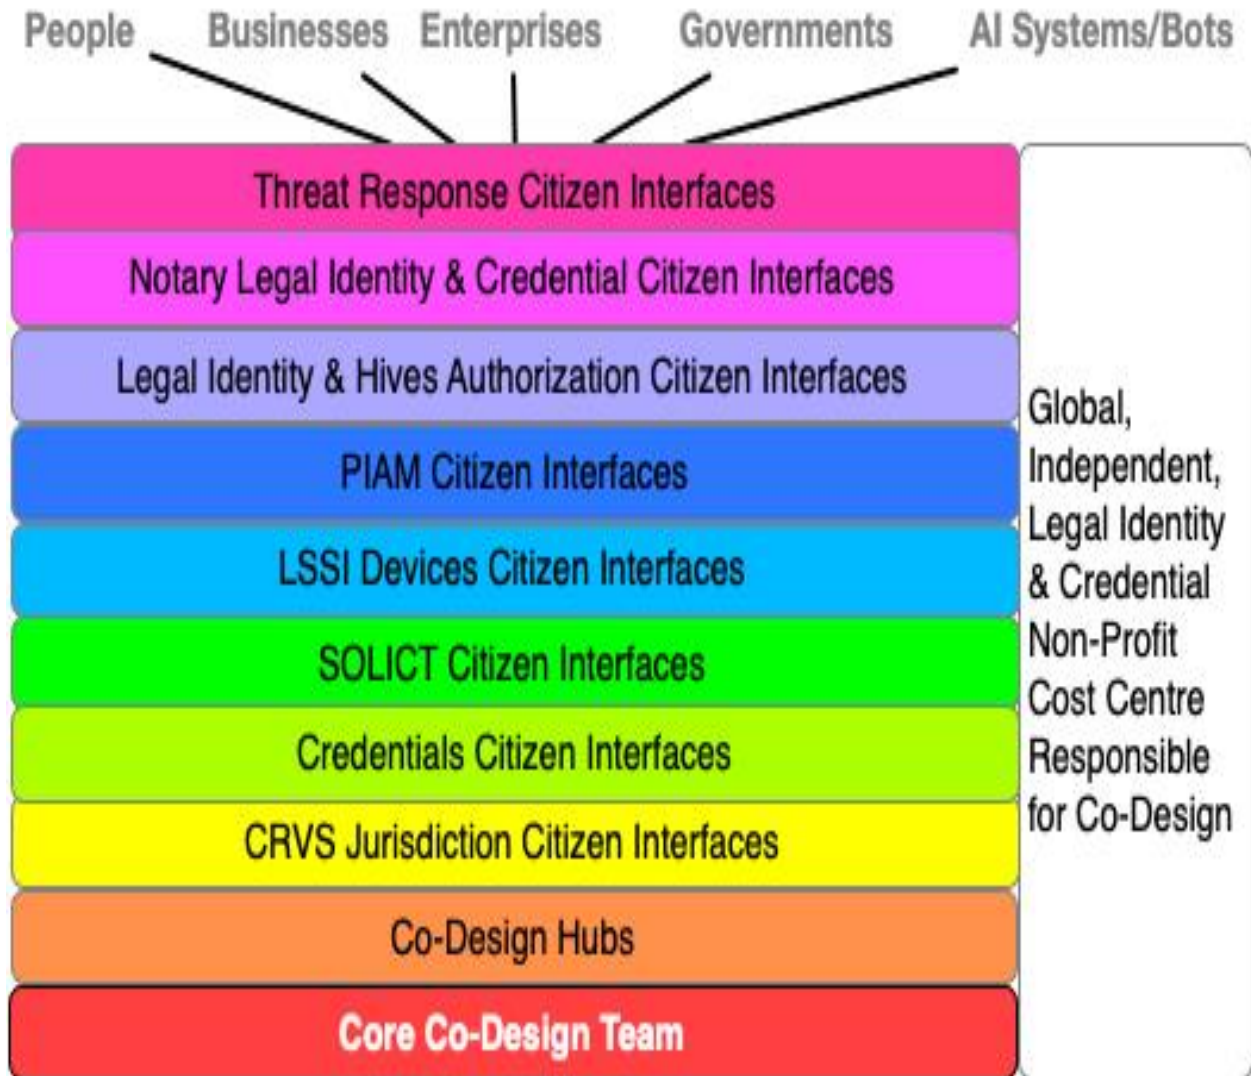 People Businesses Enterprises Governments AI Systems/Bots
Threat Response Citizen Interfaces
Notary Legal Identity & Credential Citizen Interfaces
Legal Identity & Hives Authorization Citizen Interfaces
PIAM Citizen Interfaces
LSSI Devices Citizen Interfaces
SOLICT Citizen Interfaces
Credentials Citizen Interfaces
CRVS Jurisdiction Citizen Interfaces
Co-Design Hubs
Core Co-Design Team
Global,
Independent,
Legal Identity
& Credential
Non-Profit
Cost Centre
Responsible
for Co-Design